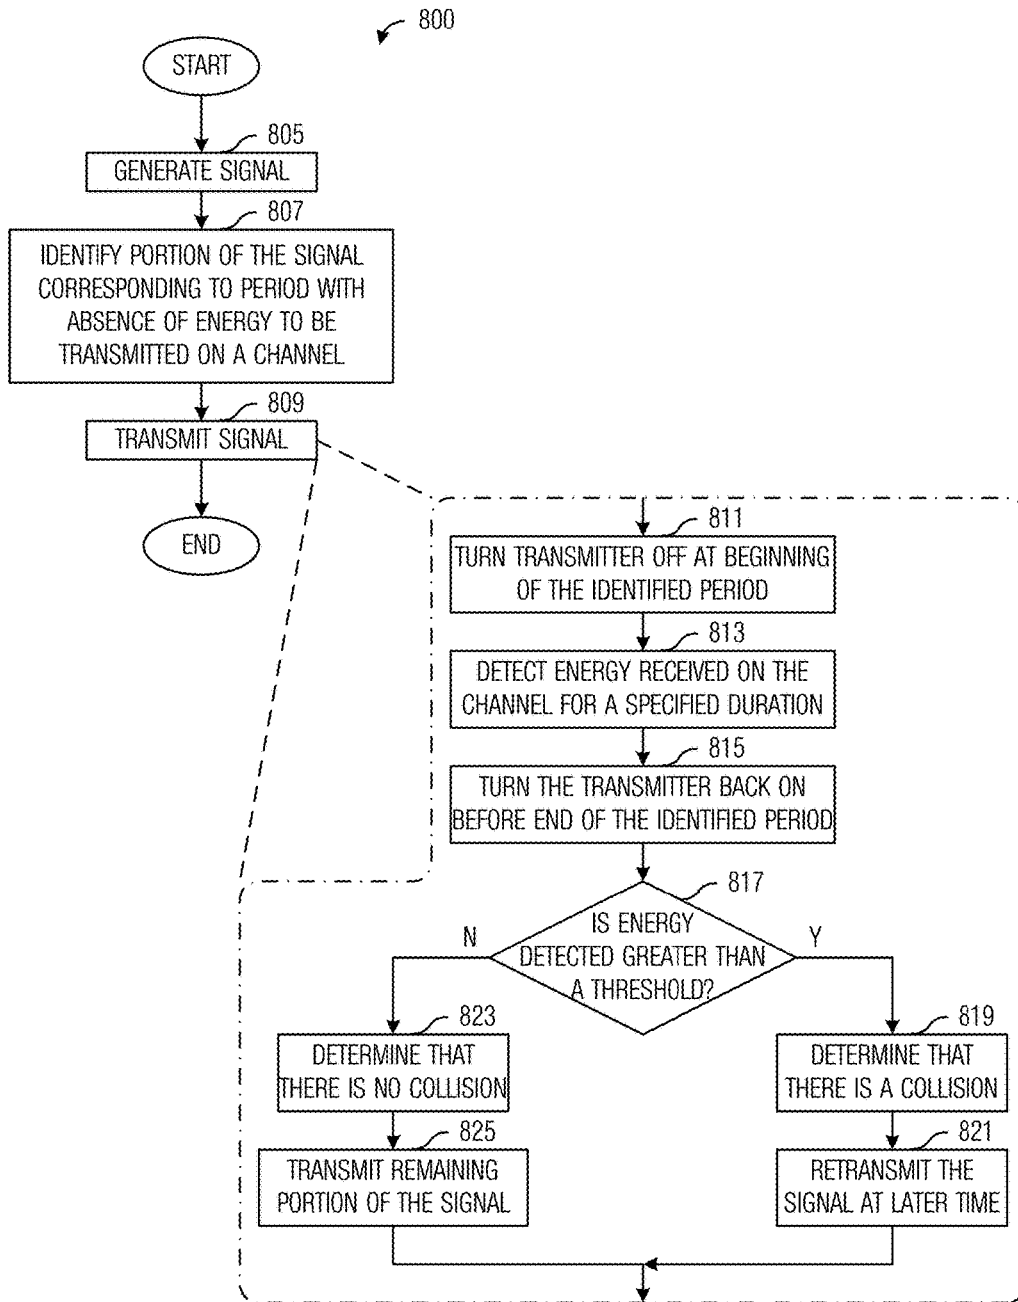 800
START
805
GENERATE SIGNAL
807
IDENTIFY PORTION OF THE SIGNAL
CORRESPONDING TO PERIOD WITH
ABSENCE OF ENERGY TO BE
TRANSMITTED ON A CHANNEL
809
TRANSMIT SIGNAL
END
811
TURN TRANSMITTER OFF AT BEGINNING
OF THE IDENTIFIED PERIOD
813
DETECT ENERGY RECEIVED ON THE
CHANNEL FOR A SPECIFIED DURATION
815
TURN THE TRANSMITTER BACK ON
BEFORE END OF THE IDENTIFIED PERIOD
817
IS ENERGY
DETECTED GREATER THAN
A THRESHOLD?
N
Y
823
DETERMINE THAT
THERE IS NO COLLISION
825
TRANSMIT REMAINING
PORTION OF THE SIGNAL
819
DETERMINE THAT
THERE IS A COLLISION
821
RETRANSMIT THE
SIGNAL AT LATER TIME